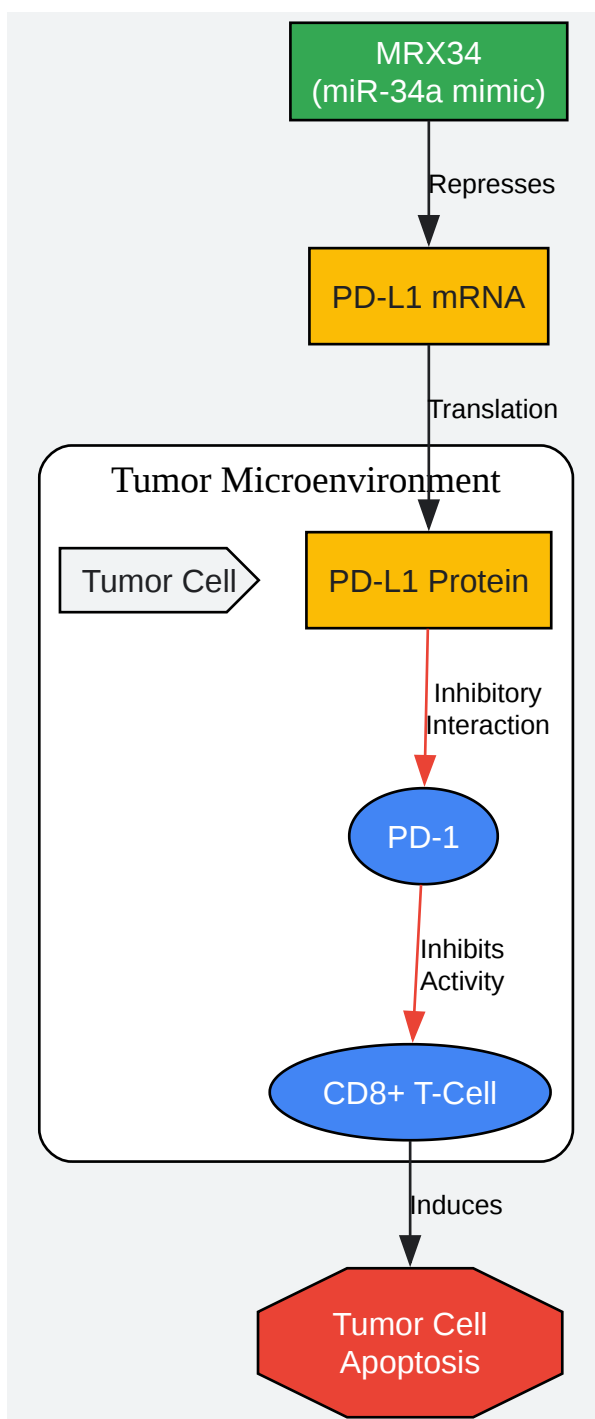 MRX34
(miR-34a mimic)
Represses
PD-L1 mRNA
Translation
Tumor Microenvironment
Tumor Cell
PD-L1 Protein
Inhibitory
Interaction
PD-1
Inhibits
Activity
CD8+ T-Cell
Induces
Tumor Cell
Apoptosis